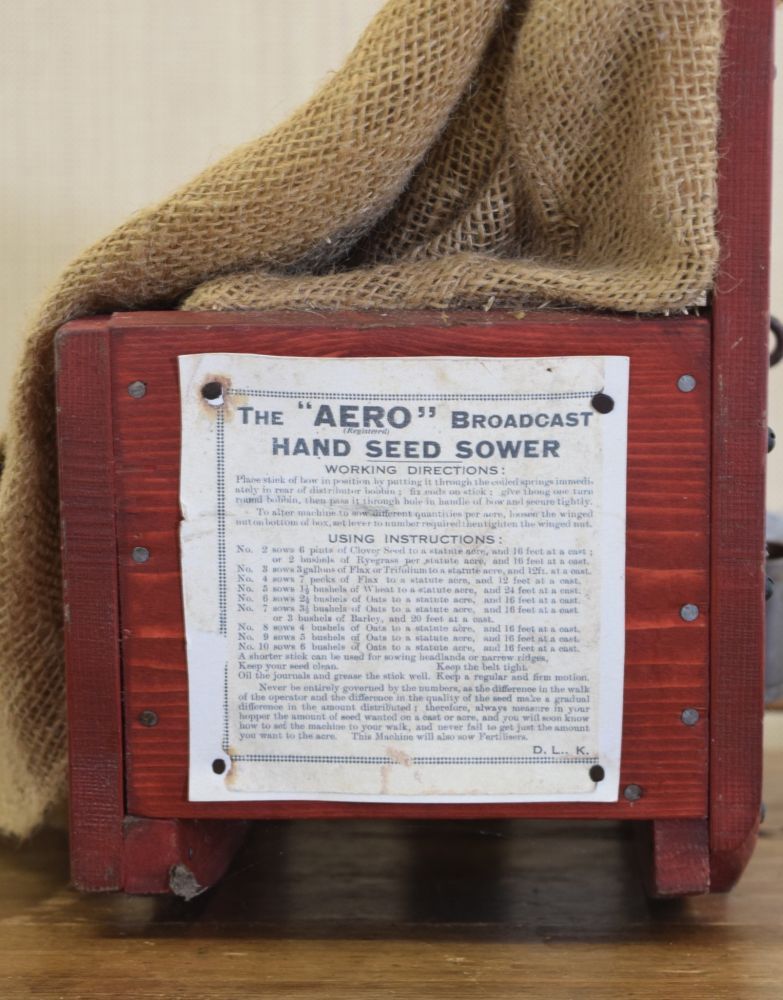 THE "AERO" BROADCAST
(Registered)
HAND SEED SOWER
WORKING DIRECTIONS:
Place stick of bow in position by putting it through the coiled springs immedi-
ately in rear of distributor bobbin; fix ends on stick; give thong one turn
round bobbin, then pass it through hole in handle of bow and secure tightly.
To alter machine to sow different quantities per acre, loosen the winged
nut on bottom of box, set lever to number required then tighten the winged nut.
USING INSTRUCTIONS:
No. 2 sows 6 pints of Clover Seed to a statute acre, and 16 feet at a cast;
or 2 bushels of Ryegrass per statute acre, and 16 feet at a cast.
No. 3 sows 3 gallons of Flax or Trifolium to a statute acre, and 12ft. at a cast.
No. 4 sows 7 pecks of Flax to a statute acre, and 12 feet at a cast.
No. 5 sows 1½ bushels of Wheat to a statute acre, and 24 feet at a cast.
No. 6 sows 2½ bushels of Oats to a statute acre, and 16 feet at a cast.
No. 7 sows 3½ bushels of Oats to a statute acre, and 16 feet at a cast.
or 3 bushels of Barley, and 20 feet at a cast.
No. 8 sows 4 bushels of Oats to a statute acre, and 16 feet at a cast.
No. 9 sows 5 bushels of Oats to a statute acre, and 16 feet at a cast.
No. 10 sows 6 bushels of Oats to a statute acre, and 16 feet at a cast.
A shorter stick can be used for sowing headlands or narrow ridges,
Keep your seed clean. Keep the belt tight.
Oil the journals and grease the stick well. Keep a regular and firm motion.
Never be entirely governed by the numbers, as the difference in the walk
of the operator and the difference in the quality of the seed make a gradual
difference in the amount distributed; therefore, always measure in your
hopper the amount of seed wanted on a cast or acre, and you will soon know
how to set the machine to your walk, and never fail to get just the amount
you want to the acre. This Machine will also sow Fertilisers.
D. L. K.